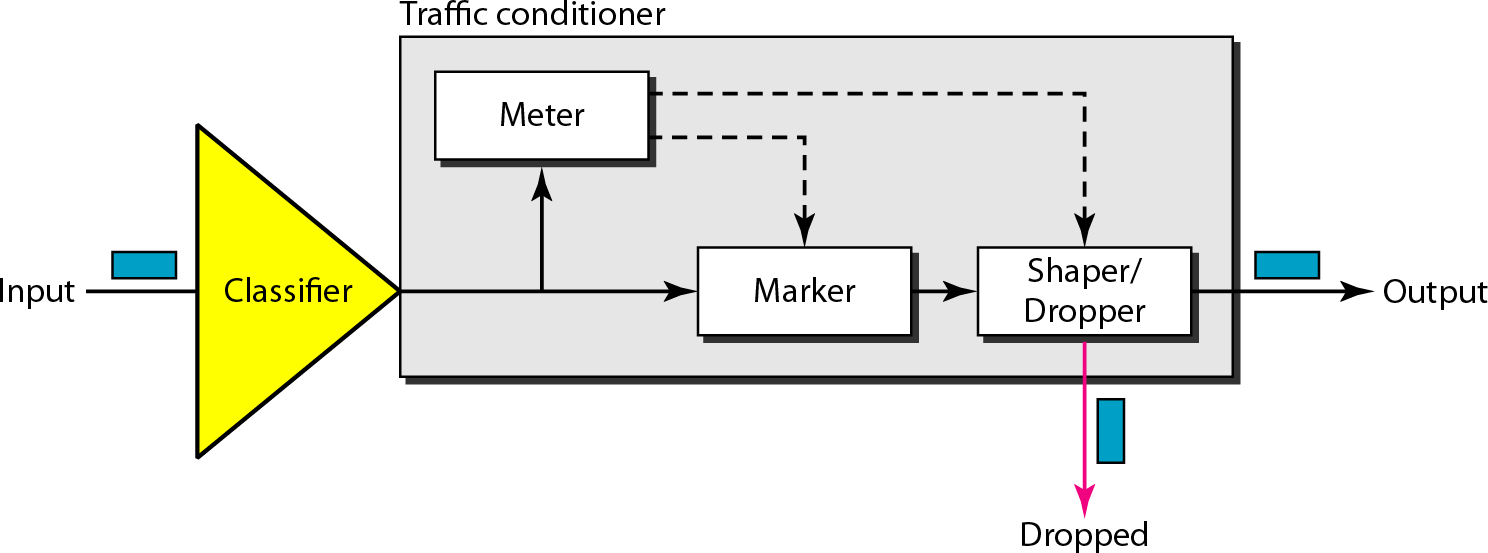 Traffic conditioner
Meter
Input
Classifier
Marker
Shaper/
Dropper
Output
Dropped